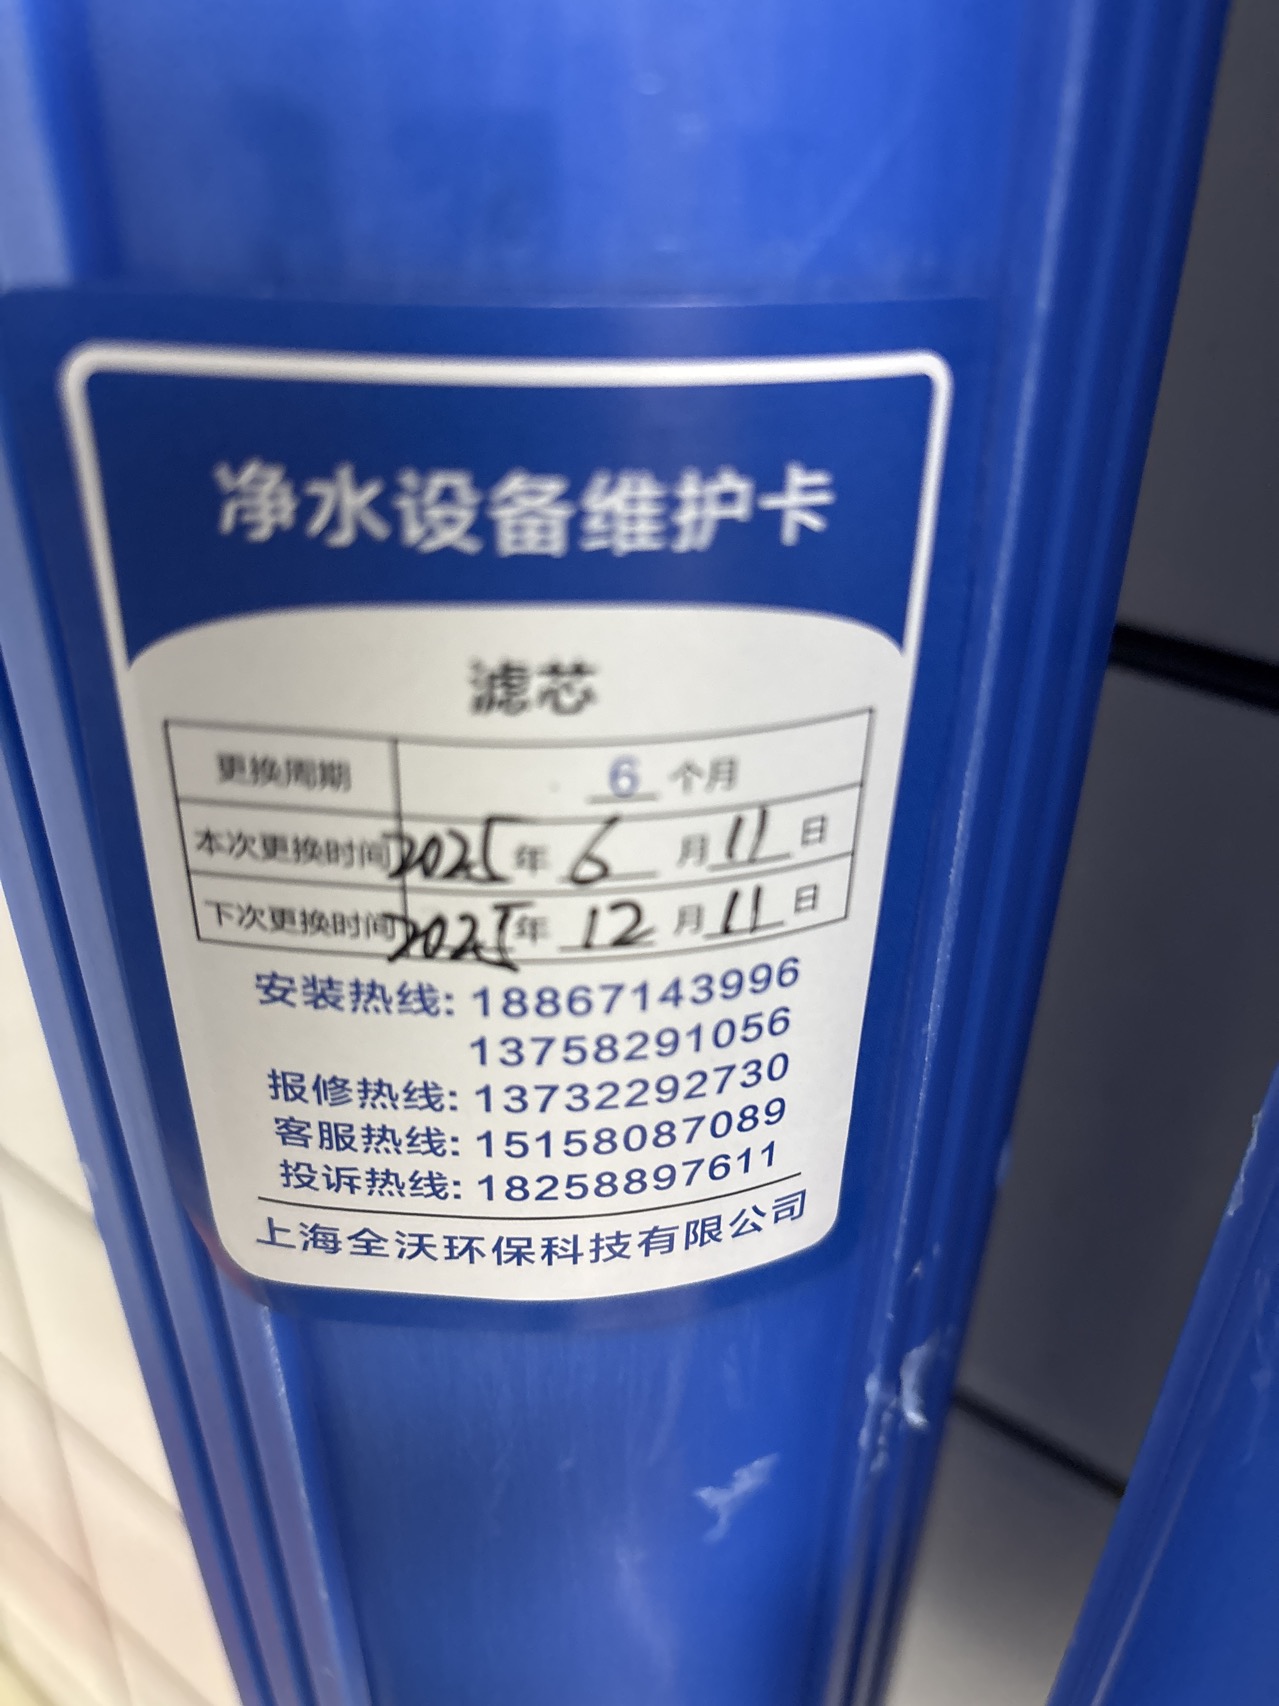 净水设备维护卡
滤芯
更换周期 6 个月
本次更换时间 2025 年 6 月 11 日
下次更换时间 2025 年 12 月 11 日
安装热线: 18867143996
13758291056
报修热线: 13732292730
客服热线: 15158087089
投诉热线: 18258897611
上海全沃环保科技有限公司